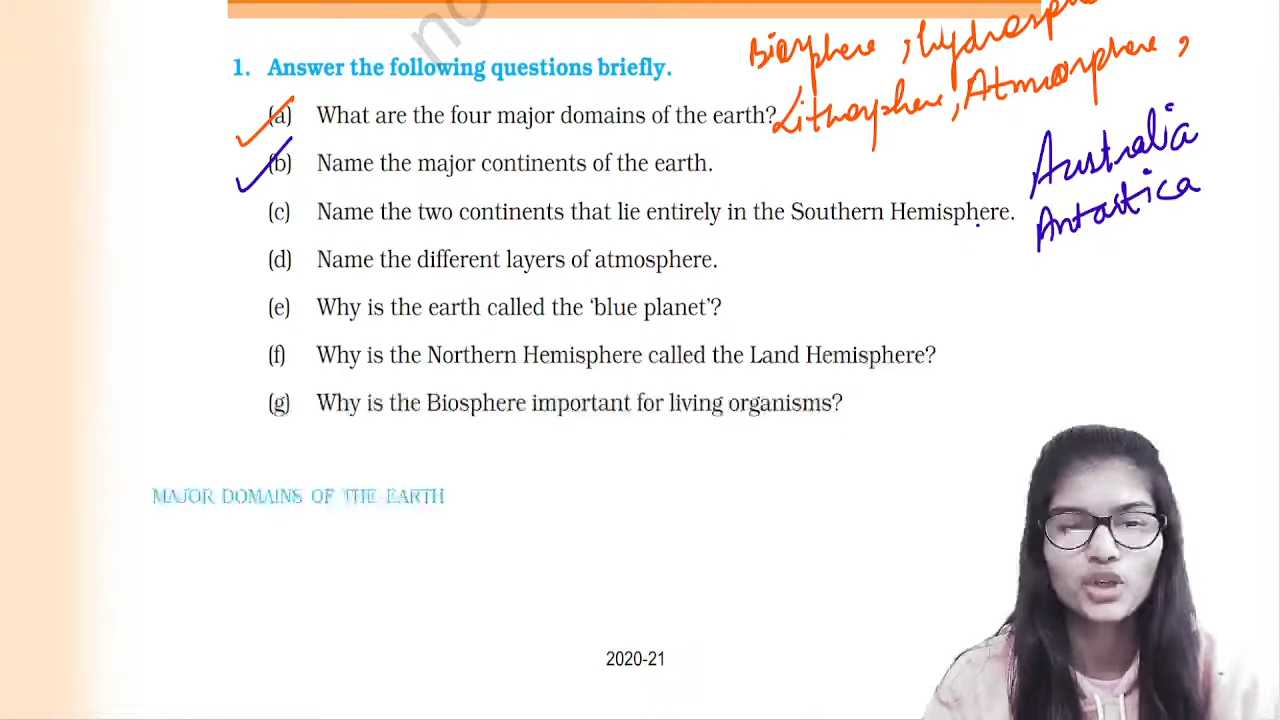 no
Biosphere, hydrosph
1. Answer the following questions briefly.
Lithosphere, Atmosphere,
(a) What are the four major domains of the earth?
(b) Name the major continents of the earth.
Australia
(c) Name the two continents that lie entirely in the Southern Hemisphere.
Antartica
(d) Name the different layers of atmosphere.
(e) Why is the earth called the ‘blue planet’?
(f) Why is the Northern Hemisphere called the Land Hemisphere?
(g) Why is the Biosphere important for living organisms?
MAJOR DOMAINS OF THE EARTH
2020-21